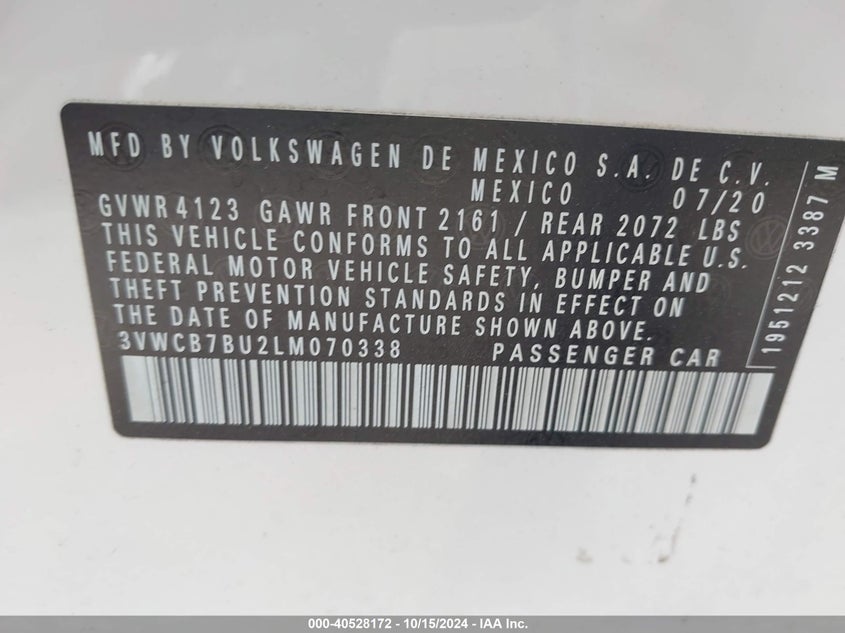 MFD BY VOLKSWAGEN DE MEXICO S.A. DE C.V.
MEXICO 07/20
GVWR 4123 GAWR FRONT 2161 / REAR 2072 LBS
THIS VEHICLE CONFORMS TO ALL APPLICABLE U.S.
FEDERAL MOTOR VEHICLE SAFETY, BUMPER AND
THEFT PREVENTION STANDARDS IN EFFECT ON
THE DATE OF MANUFACTURE SHOWN ABOVE.
3VWCB7BU2LM070338 PASSENGER CAR
1951212 3387 M
000-40528172 - 10/15/2024 - IAA Inc.